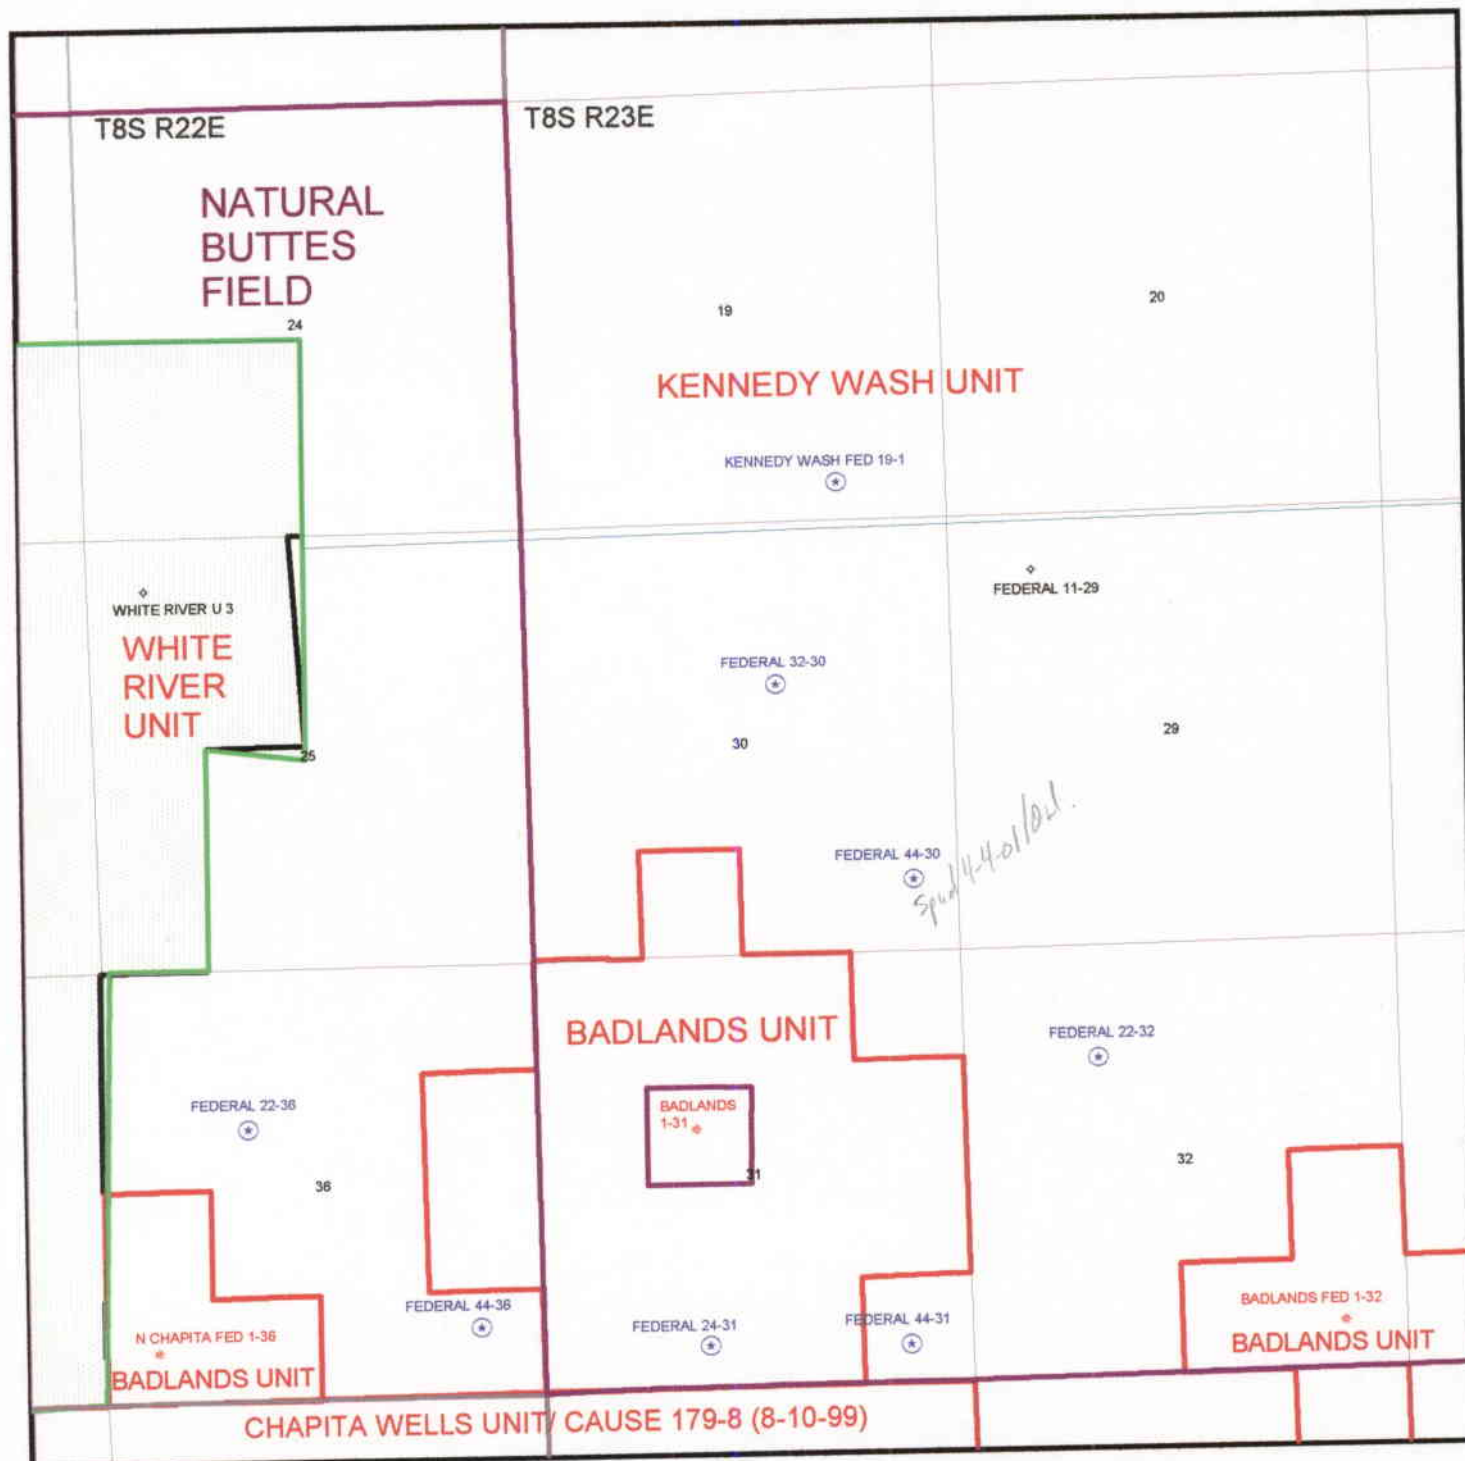 T8S R22E
T8S R23E
NATURAL
BUTTES
FIELD
24
19
20
KENNEDY WASH UNIT
KENNEDY WASH FED 19-1
WHITE RIVER U 3
FEDERAL 11-29
WHITE
RIVER
UNIT
FEDERAL 32-30
25
30
29
FEDERAL 44-30
Spud 4-4-01
BADLANDS UNIT
FEDERAL 22-32
FEDERAL 22-36
BADLANDS
1-31
36
31
32
FEDERAL 44-36
FEDERAL 24-31
FEDERAL 44-31
BADLANDS FED 1-32
BADLANDS UNIT
N CHAPITA FED 1-36
BADLANDS UNIT
CHAPITA WELLS UNIT/ CAUSE 179-8 (8-10-99)